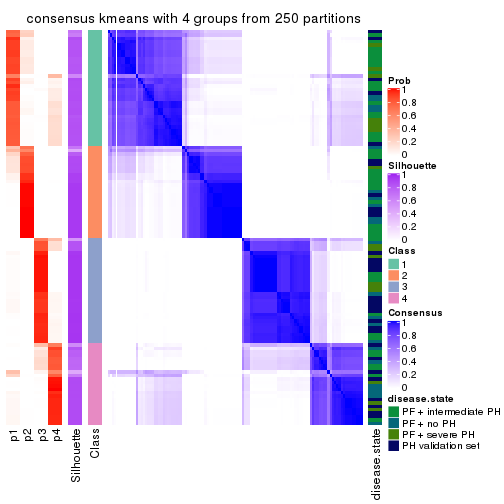 consensus kmeans with 4 groups from 250 partitions
Prob
1
0.8
0.6
0.4
0.2
0
Silhouette
1
0.8
0.6
0.4
0.2
0
Class
1
2
3
4
Consensus
1
0.8
0.6
0.4
0.2
0
disease.state
PF + intermediate PH
PF + no PH
PF + severe PH
PH validation set
p1
p2
p3
p4
Silhouette
Class
disease.state